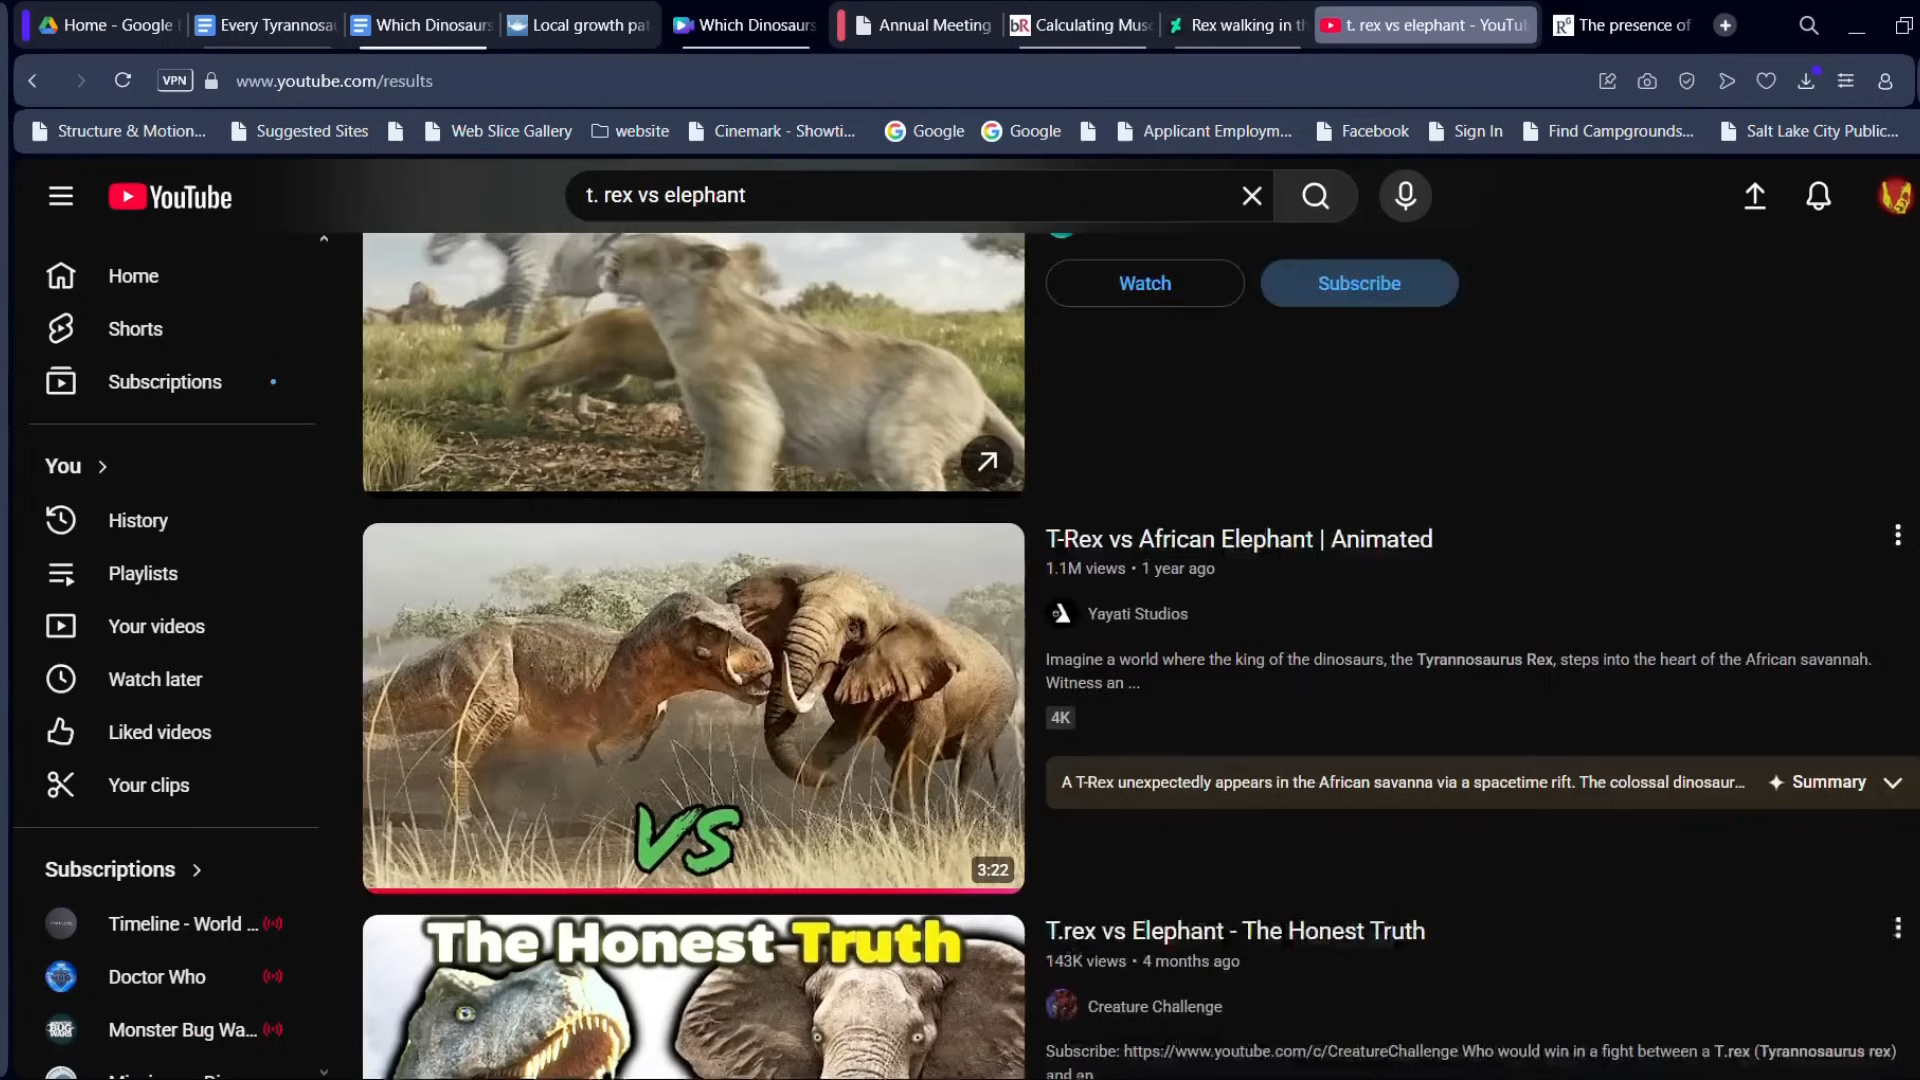 Home - Google
Every Tyrannosa
Which Dinosaurs
Local growth pat
Which Dinosaurs
Annual Meeting
bR Calculating Musc
Rex walking in th
t. rex vs elephant - YouTu
RG The presence of
VPN
www.youtube.com/results
Structure & Motion...
Suggested Sites
Web Slice Gallery
website
Cinemark - Showti...
Google
Google
Applicant Employm...
Facebook
Sign In
Find Campgrounds...
Salt Lake City Public...
YouTube
t. rex vs elephant
Home
Shorts
Subscriptions
You
History
Playlists
Your videos
Watch later
Liked videos
Your clips
Subscriptions
Timeline - World ...
Doctor Who
Monster Bug Wa...
Watch
Subscribe
VS
3:22
T-Rex vs African Elephant | Animated
1.1M views • 1 year ago
Yayati Studios
Imagine a world where the king of the dinosaurs, the Tyrannosaurus Rex, steps into the heart of the African savannah.
Witness an ...
4K
A T-Rex unexpectedly appears in the African savanna via a spacetime rift. The colossal dinosaur...
Summary
The Honest Truth
T.rex vs Elephant - The Honest Truth
143K views • 4 months ago
Creature Challenge
Subscribe: https://www.youtube.com/c/CreatureChallenge Who would win in a fight between a T.rex (Tyrannosaurus rex)
and en